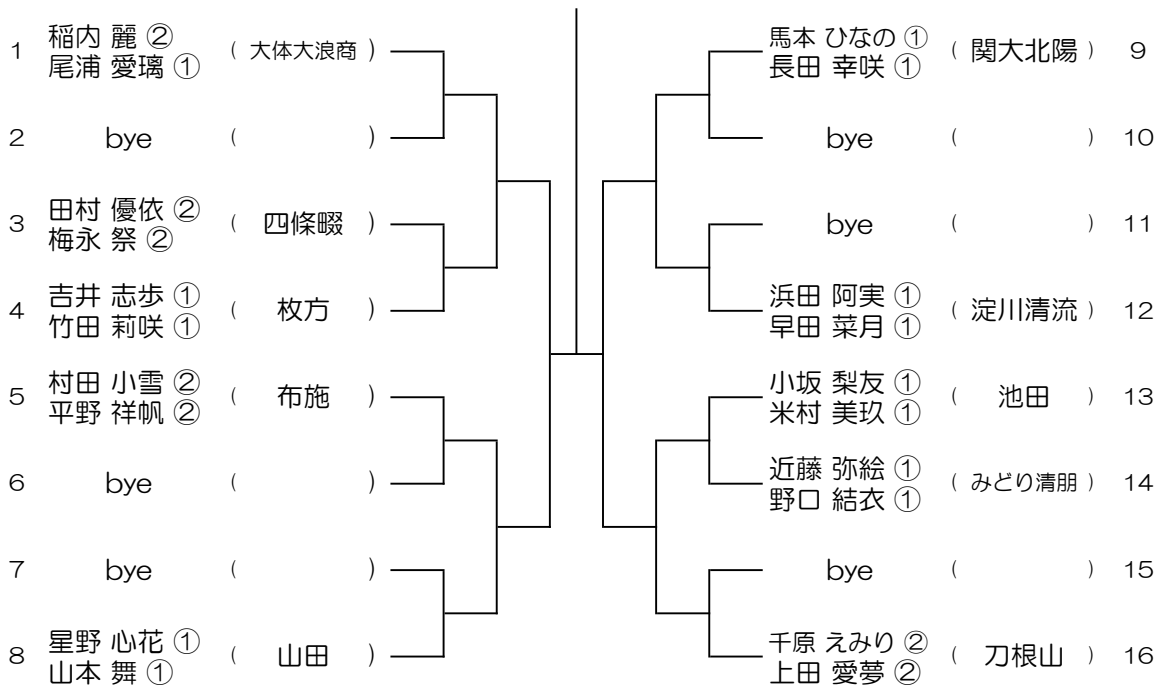 1 稲内 麗 ② 尾浦 愛璃 ① ( 大体大浪商 )
2 bye ( )
3 田村 優依 ② 梅永 祭 ② ( 四條畷 )
4 吉井 志歩 ① 竹田 莉咲 ① ( 枚方 )
5 村田 小雪 ② 平野 祥帆 ② ( 布施 )
6 bye ( )
7 bye ( )
8 星野 心花 ① 山本 舞 ① ( 山田 )
馬本 ひなの ① 長田 幸咲 ① ( 関大北陽 ) 9
bye ( ) 10
bye ( ) 11
浜田 阿実 ① 早田 菜月 ① ( 淀川清流 ) 12
小坂 梨友 ① 米村 美玖 ① ( 池田 ) 13
近藤 弥絵 ① 野口 結衣 ① ( みどり清朋 ) 14
bye ( ) 15
千原 えみり ② 上田 愛夢 ② ( 刀根山 ) 16